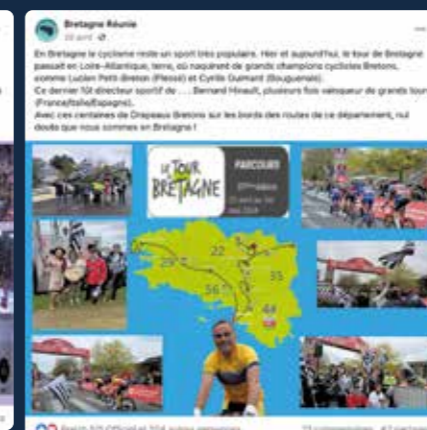 Bretagne Réunie
En Bretagne le cyclisme reste un sport très populaire. Hier et aujourd'hui, le tour de Bretagne
passait en Loire-Atlantique, terre, où naquirent de grands champions cyclistes Bretons,
comme Lucien Petit-Breton (Plessé) et Cyrille Guimard (Bouguenais).
Ce dernier fût directeur sportif de . . . Bernard Hinault, plusieurs fois vainqueur de grands tours
(France/Italie/Espagne).
Avec ces centaines de Drapeaux Bretons sur les bords des routes de ce département, nul
doute que nous sommes en Bretagne !
LE TOUR
BRETAGNE
PARCOURS
22
29
35
56
44